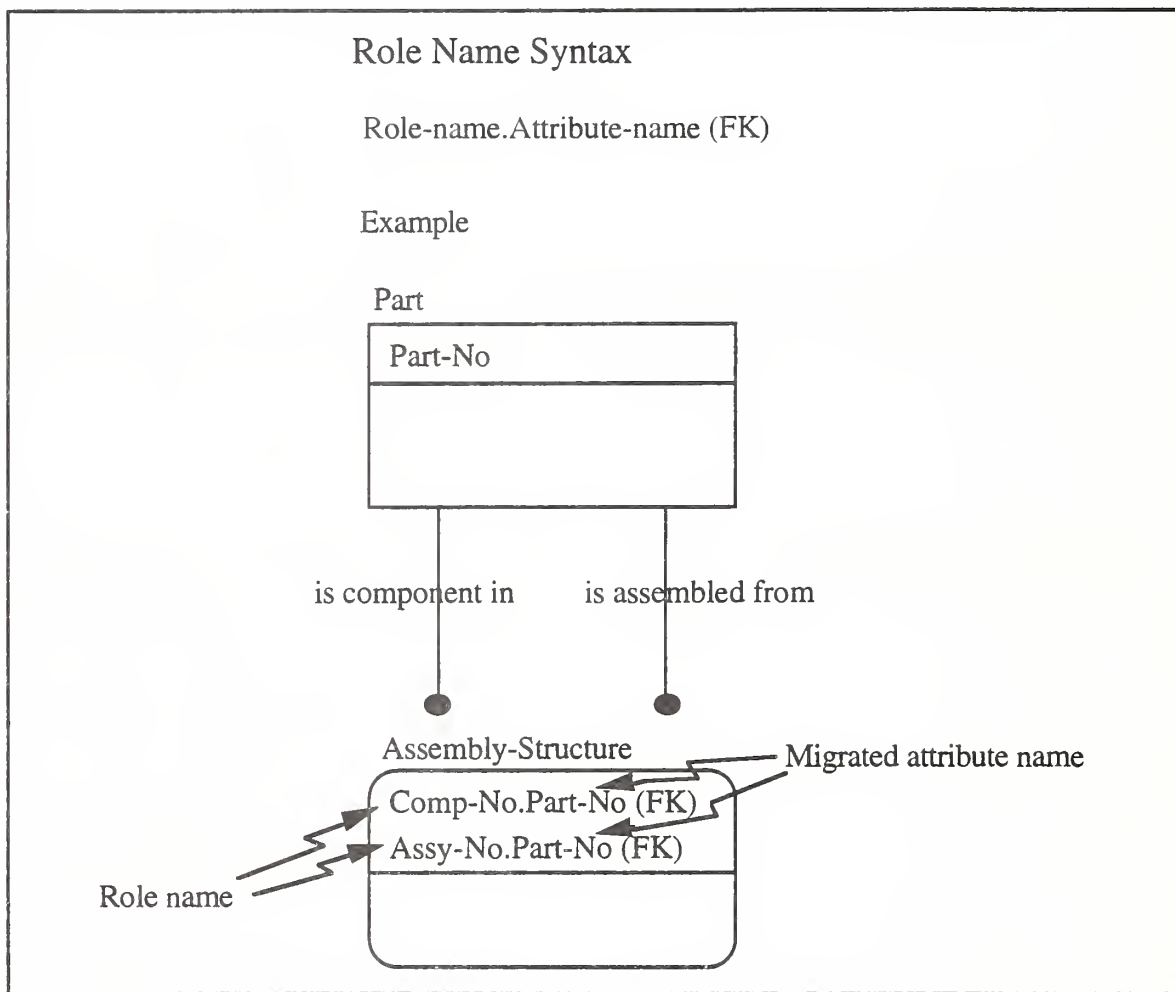 Role Name Syntax
Role-name.Attribute-name (FK)
Example
Part
Part-No
is component in
is assembled from
Assembly-Structure
Migrated attribute name
Comp-No.Part-No (FK)
Assy-No.Part-No (FK)
Role name